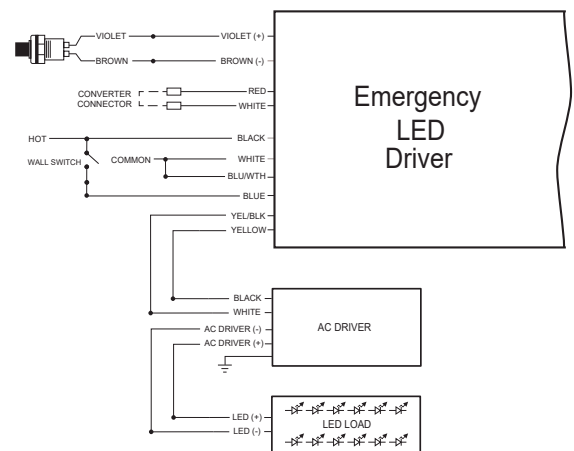 VIOLET
VIOLET (+)
BROWN
BROWN (-)
CONVERTER
CONNECTOR
RED
WHITE
Emergency
LED
Driver
HOT
BLACK
WALL SWITCH
COMMON
WHITE
BLU/WTH
BLUE
YEL/BLK
YELLOW
BLACK
WHITE
AC DRIVER (-)
AC DRIVER (+)
AC DRIVER
LED (+)
LED (-)
LED LOAD